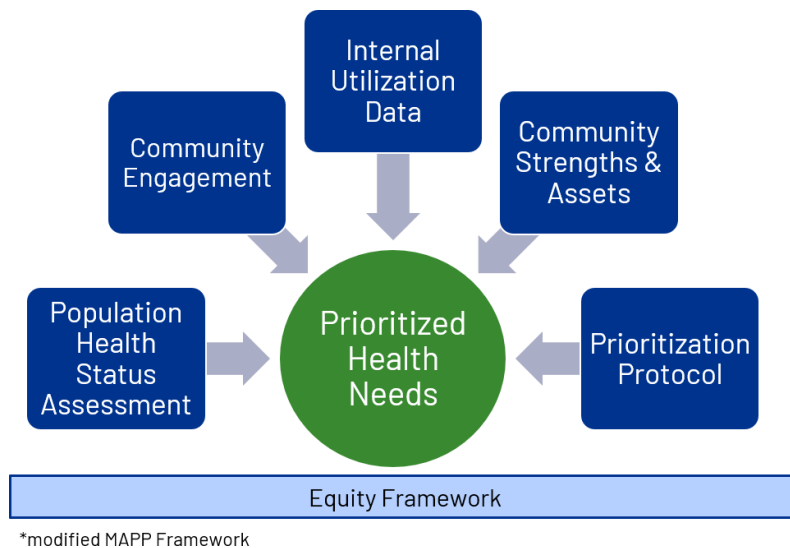 Internal
Utilization
Data
Community
Engagement
Community
Strengths &
Assets
Population
Health
Status
Assessment
Prioritized
Health
Needs
Prioritization
Protocol
Equity Framework
*modified MAPP Framework